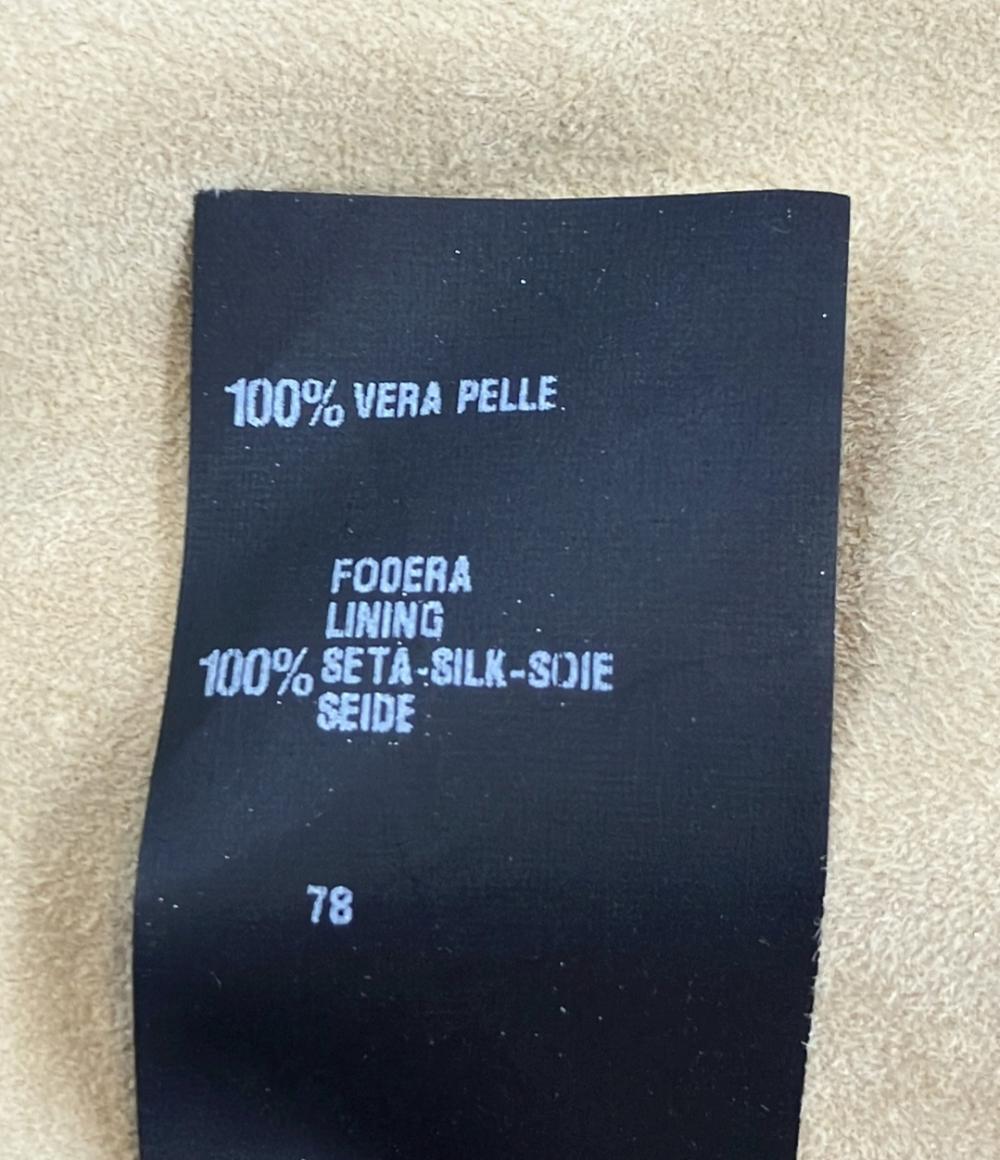 100% VERA PELLE
FODERA
LINING
100% SETA-SILK-SOIE
SEIDE
78